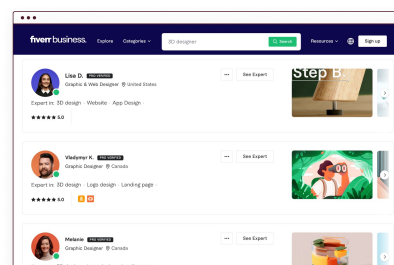 fiverr business. Explore Categories 3D designer Search Resources Sign up
Lisa D. PRO VERIFIED
Graphic & Web Designer United States
See Expert
Step B
Expert in: 3D design · Website · App Design ·
★★★★★ 5.0
Vladymyr K. PRO VERIFIED
Graphic Designer Canada
See Expert
Expert in: 3D design · Logo design · Landing page ·
★★★★★ 5.0
Melanie PRO VERIFIED
Graphic Designer Canada
See Expert